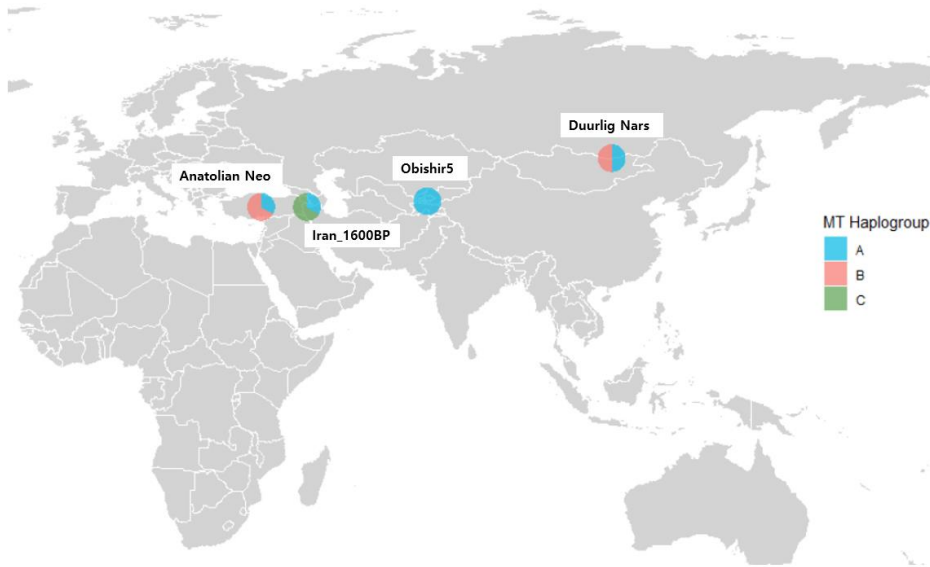 Duurlig Nars
Anatolian Neo
Obishir5
Iran_1600BP
MT Haplogroup
A
B
C